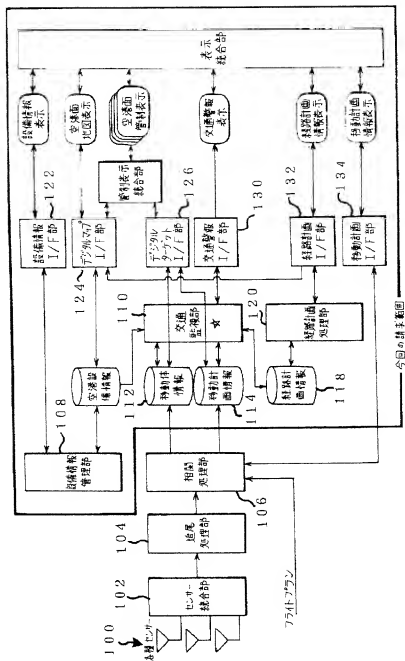 100
各種センサー
102
センサー
統合部
104
追尾
処理部
106
相関
処理部
フライトプラン
108
設備情報
管理部
空港設
備情報
112
移動体
情報
114
移動計
画情報
118
経路計
画情報
110
交通
監視部
★
120
経路計画
処理部
122
設備情報
I/F部
124
デジタルマップ
I/F部
126
デジタル
ターゲット
I/F部
130
交通警報
I/F部
132
経路計画
I/F部
134
移動計画
I/F部
管制表示
統合部
設備情報
表示
空港面
地図表示
空港面
管制表示
交通警報
表示
経路計画
情報表示
移動計画
情報表示
表示
統合部
今回の請求範囲